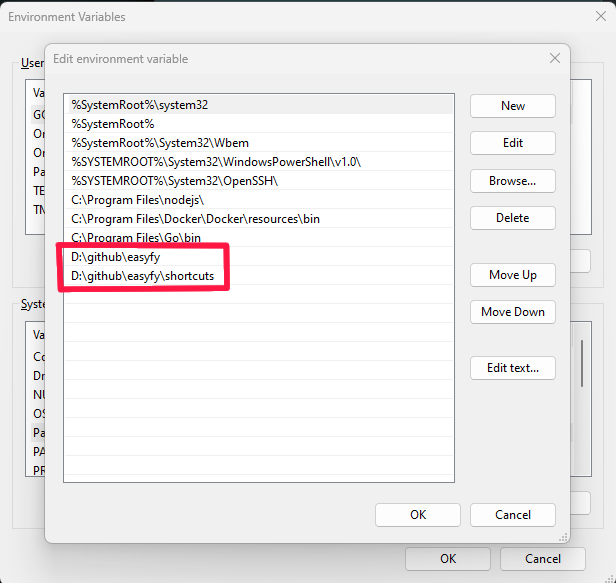 Environment Variables
Edit environment variable
User
Va
GO
On
On
Pa
TE
TM
%SystemRoot%\system32
%SystemRoot%
%SystemRoot%\System32\Wbem
%SYSTEMROOT%\System32\WindowsPowerShell\v1.0\
%SYSTEMROOT%\System32\OpenSSH\
C:\Program Files\nodejs\
C:\Program Files\Docker\Docker\resources\bin
C:\Program Files\Go\bin
D:\github\easyfy
D:\github\easyfy\shortcuts
New
Edit
Browse...
Delete
Move Up
Move Down
Edit text...
Syste
Va
Co
Dr
NU
OS
Pa
PA
PR
OK
Cancel
OK
Cancel